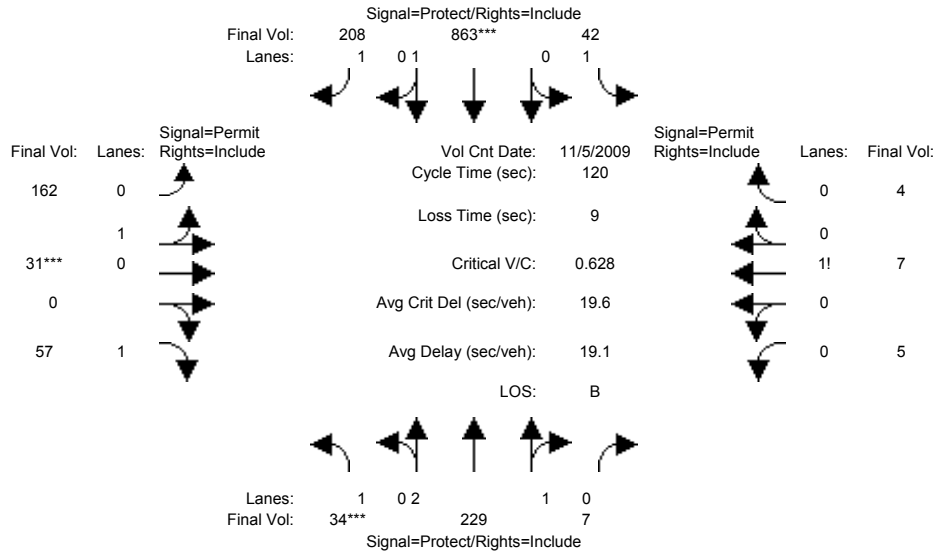 Signal=Protect/Rights=Include
Final Vol: 208 863*** 42
Lanes: 1 0 1 0 1
Signal=Permit Signal=Permit
Final Vol: Lanes: Rights=Include Vol Cnt Date: 11/5/2009 Rights=Include Lanes: Final Vol:
Cycle Time (sec): 120
162 0 0 4
Loss Time (sec): 9
1 0
31*** 0 Critical V/C: 0.628 1! 7
0 Avg Crit Del (sec/veh): 19.6 0
57 1 Avg Delay (sec/veh): 19.1 0 5
LOS: B
Lanes: 1 0 2 1 0
Final Vol: 34*** 229 7
Signal=Protect/Rights=Include